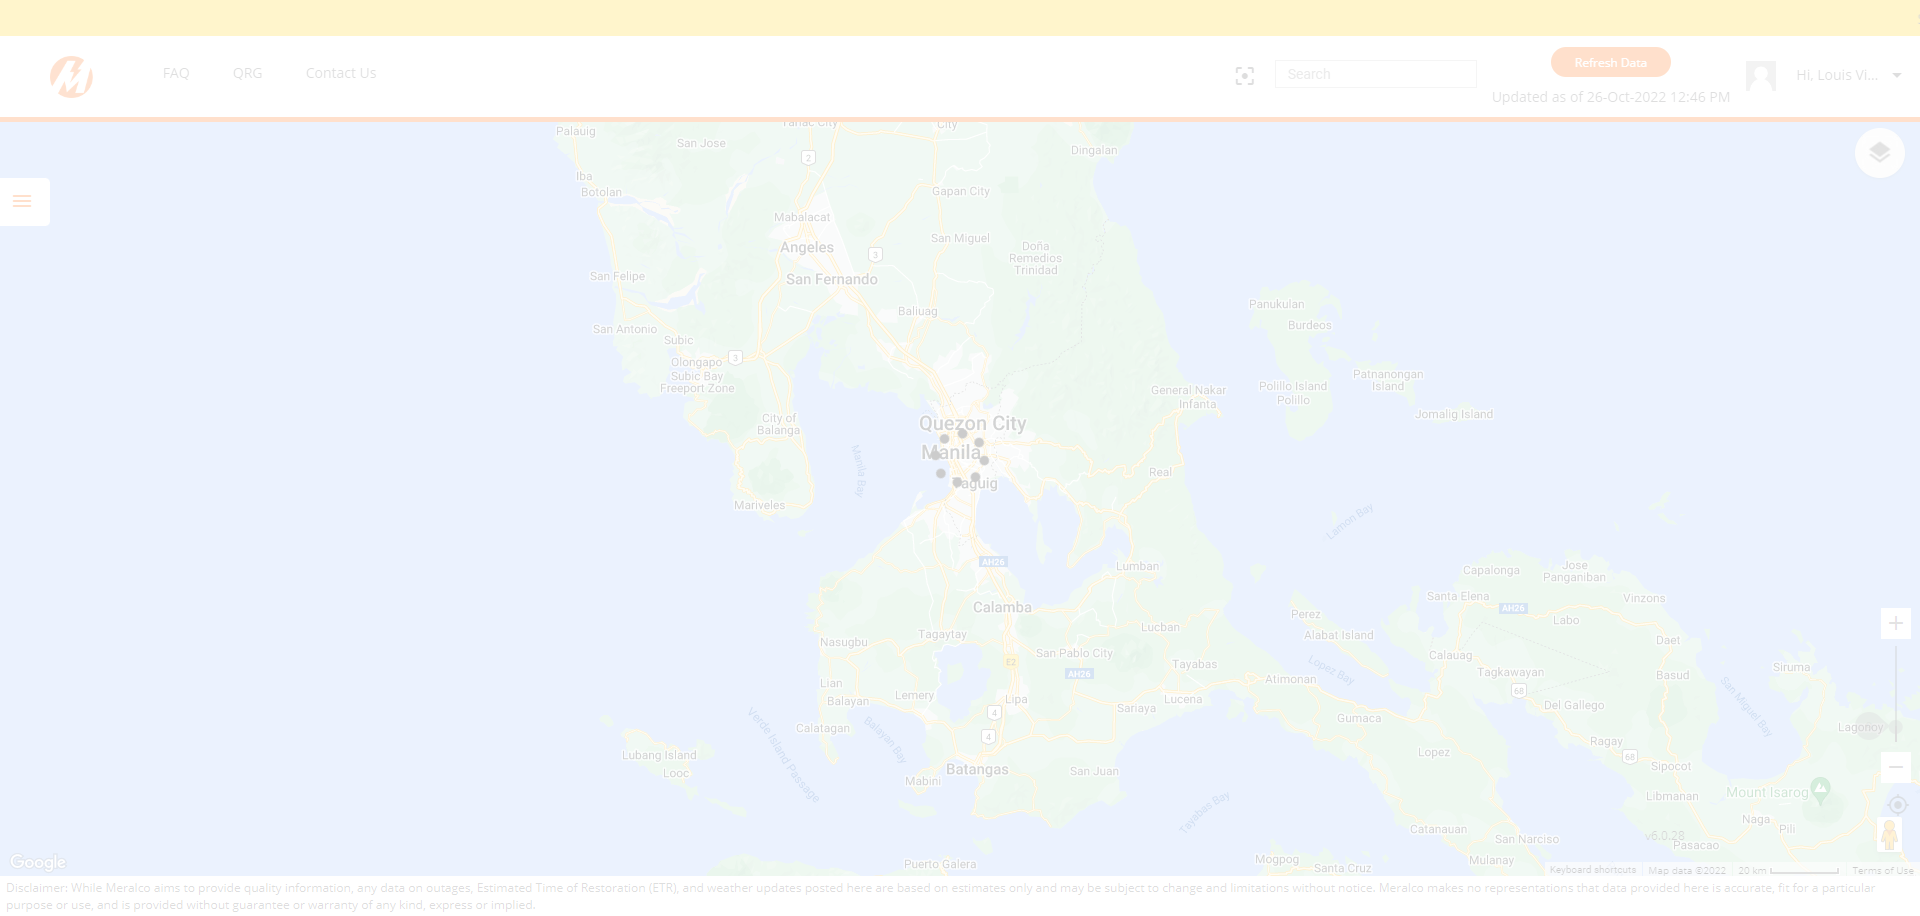 FAQ
QRG
Contact Us
Search
Refresh Data
Updated as of 26-Oct-2022 12:46 PM
Hi, Louis Vi...
Palauig
Tarlac City
City
San Jose
2
Dingalan
Iba
Botolan
Gapan City
Mabalacat
Angeles
San Miguel
Doña
Remedios
Trinidad
3
San Felipe
San Fernando
Baliuag
Panukulan
San Antonio
Burdeos
Subic
Olongapo
3
Subic Bay
Freeport Zone
Patnanongan
Island
General Nakar
Infanta
Polillo Island
Polillo
Jomalig Island
City of
Balanga
Quezon City
Manila
Manila Bay
Taguig
Real
Mariveles
Lamon Bay
AH26
Lumban
Capalonga
Jose
Panganiban
Calamba
Santa Elena
AH26
Vinzons
Perez
Labo
Nasugbu
Tagaytay
Lucban
Alabat Island
Daet
E2
San Pablo City
Calauag
AH26
Tayabas
Lopez Bay
Tagkawayan
Siruma
Lian
Atimonan
Basud
Balayan
Lemery
Lipa
Lucena
68
San Miguel Bay
Calatagan
Verde Island Passage
Balayan Bay
4
Sariaya
Gumaca
Del Gallego
4
Lagonoy
Lubang Island
Looc
Lopez
Ragay
68
Sipocot
Mabini
Batangas
San Juan
Tayabas Bay
Libmanan
Mount Isarog
Naga
Pili
Catanauan
San Narciso
v6.0.28
Pasacao
Puerto Galera
Mogpog
Santa Cruz
Mulanay
Google
Keyboard shortcuts
Map data ©2022
20 km
Terms of Use
Disclaimer: While Meralco aims to provide quality information, any data on outages, Estimated Time of Restoration (ETR), and weather updates posted here are based on estimates only and may be subject to change and limitations without notice. Meralco makes no representations that data provided here is accurate, fit for a particular
purpose or use, and is provided without guarantee or warranty of any kind, express or implied.